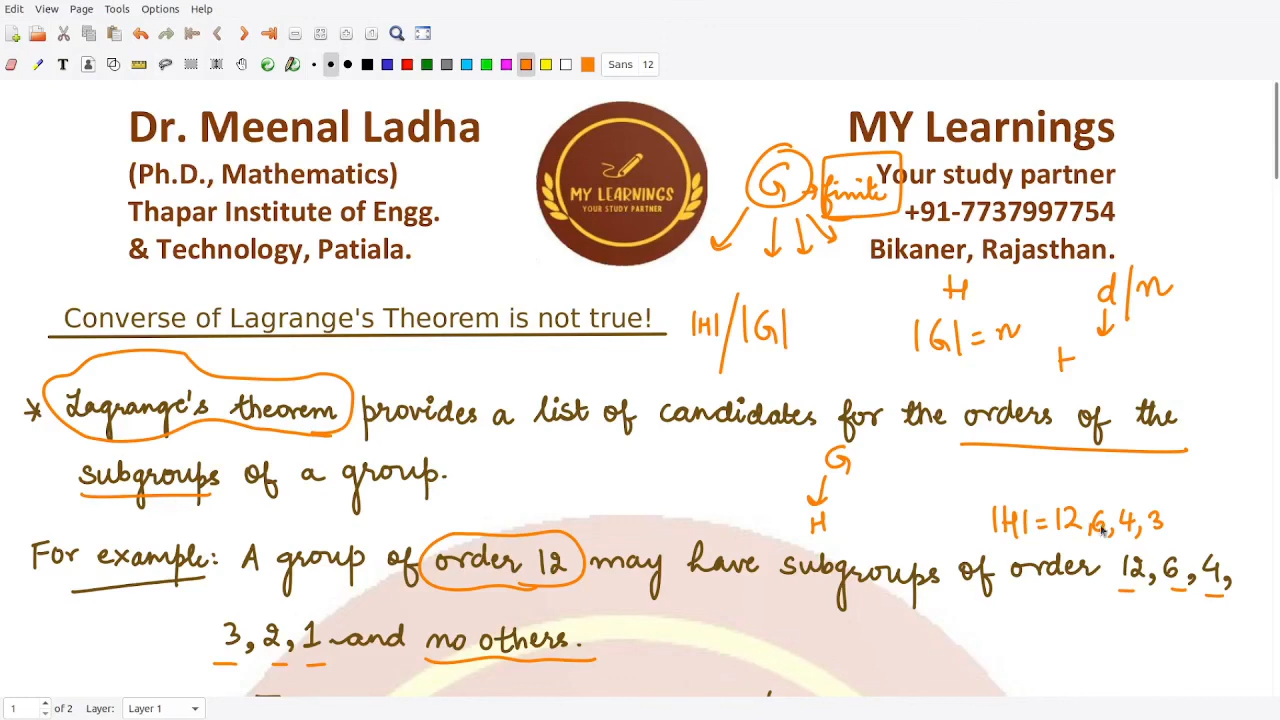 Edit View Page Tools Options Help
Sans 12
Dr. Meenal Ladha
(Ph.D., Mathematics)
Thapar Institute of Engg.
& Technology, Patiala.
MY LEARNINGS
YOUR STUDY PARTNER
MY Learnings
Your study partner
+91-7737997754
Bikaner, Rajasthan.
G → finite
H
d/n
|H| / |G|
|G| = n
Converse of Lagrange's Theorem is not true!
* Lagrange's theorem provides a list of candidates for the orders of the
subgroups of a group.
G
H
|H| = 12, 6, 4, 3
For example: A group of order 12 may have subgroups of order 12, 6, 4,
3, 2, 1 and no others.
1 of 2 Layer: Layer 1